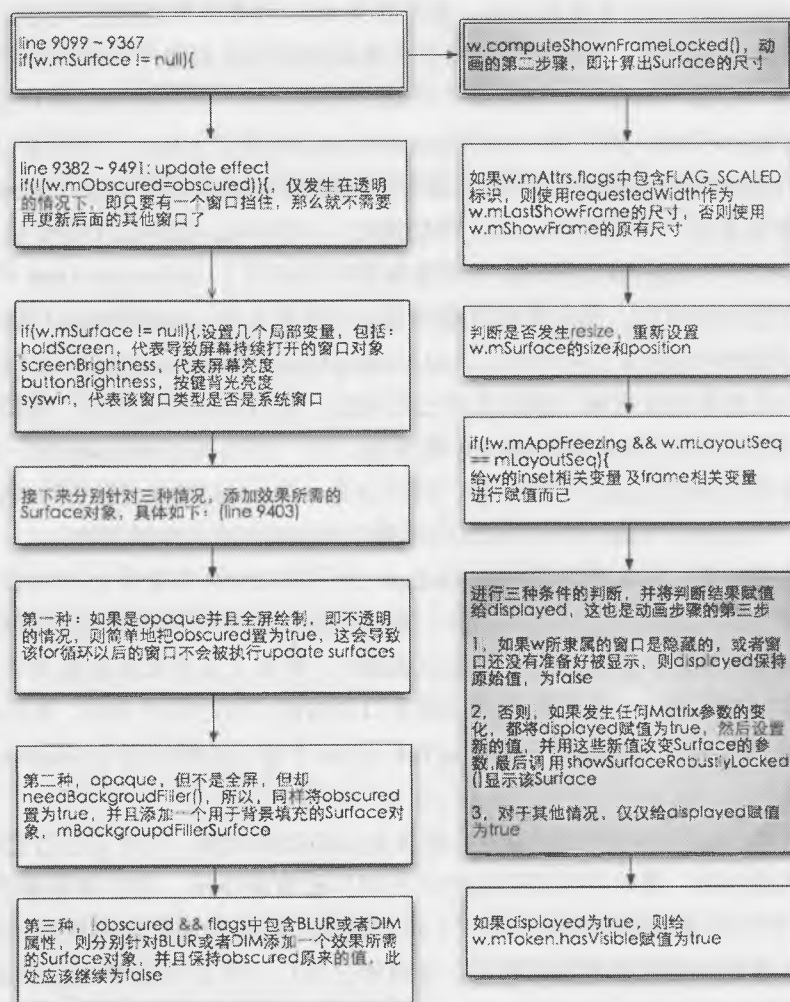 line 9099 ~ 9367
if(w.mSurface != null){
line 9382 ~ 9491: update effect
if(!(w.mObscured=obscured)){，仅发生在透明
的情况下，即只要有一个窗口挡住，那么就不需要
再更新后面的其他窗口了
if(w.mSurface != null){,设置几个局部变量，包括：
holdScreen，代表导致屏幕持续打开的窗口对象
screenBrightness，代表屏幕亮度
buttonBrightness，按键背光亮度
syswin，代表该窗口类型是否是系统窗口
接下来分别针对三种情况，添加效果所需的
Surface对象，具体如下：(line 9403)
第一种：如果是opaque并且全屏绘制，即不透明
的情况，则简单地把obscured置为true，这会导致
该for循环以后的窗口不会被执行update surfaces
第二种，opaque，但不是全屏，但却
needBackgroudFiller()，所以，同样将obscured
置为true，并且添加一个用于背景填充的Surface对
象，mBackgroupdFillerSurface
第三种，!obscured && flags中包含BLUR或者DIM
属性，则分别针对BLUR或者DIM添加一个效果所需
的Surface对象，并且保持obscured原来的值，此
处应该继续为false
w.computeShownFrameLocked()，动
画的第二步骤，即计算出Surface的尺寸
如果w.mAttrs.flags中包含FLAG_SCALED
标识，则使用requestedWidth作为
w.mLastShowFrame的尺寸，否则使用
w.mShowFrame的原有尺寸
判断是否发生resize，重新设置
w.mSurface的size和position
if(!w.mAppFreezing && w.mLayoutSeq
== mLayoutSeq){
给w的inset相关变量及frame相关变量
进行赋值而已
进行三种条件的判断，并将判断结果赋值
给displayed，这也是动画步骤的第三步
1，如果w所隶属的窗口是隐藏的，或者窗
口还没有准备好被显示，则displayed保持
原始值，为false
2，否则，如果发生任何Matrix参数的变
化，都将displayed赋值为true，然后设置
新的值，并用这些新值改变Surface的参
数,最后调用showSurfaceRobustlyLocked
()显示该Surface
3，对于其他情况，仅仅给displayed赋值
为true
如果displayed为true，则给
w.mToken.hasVisible赋值为true